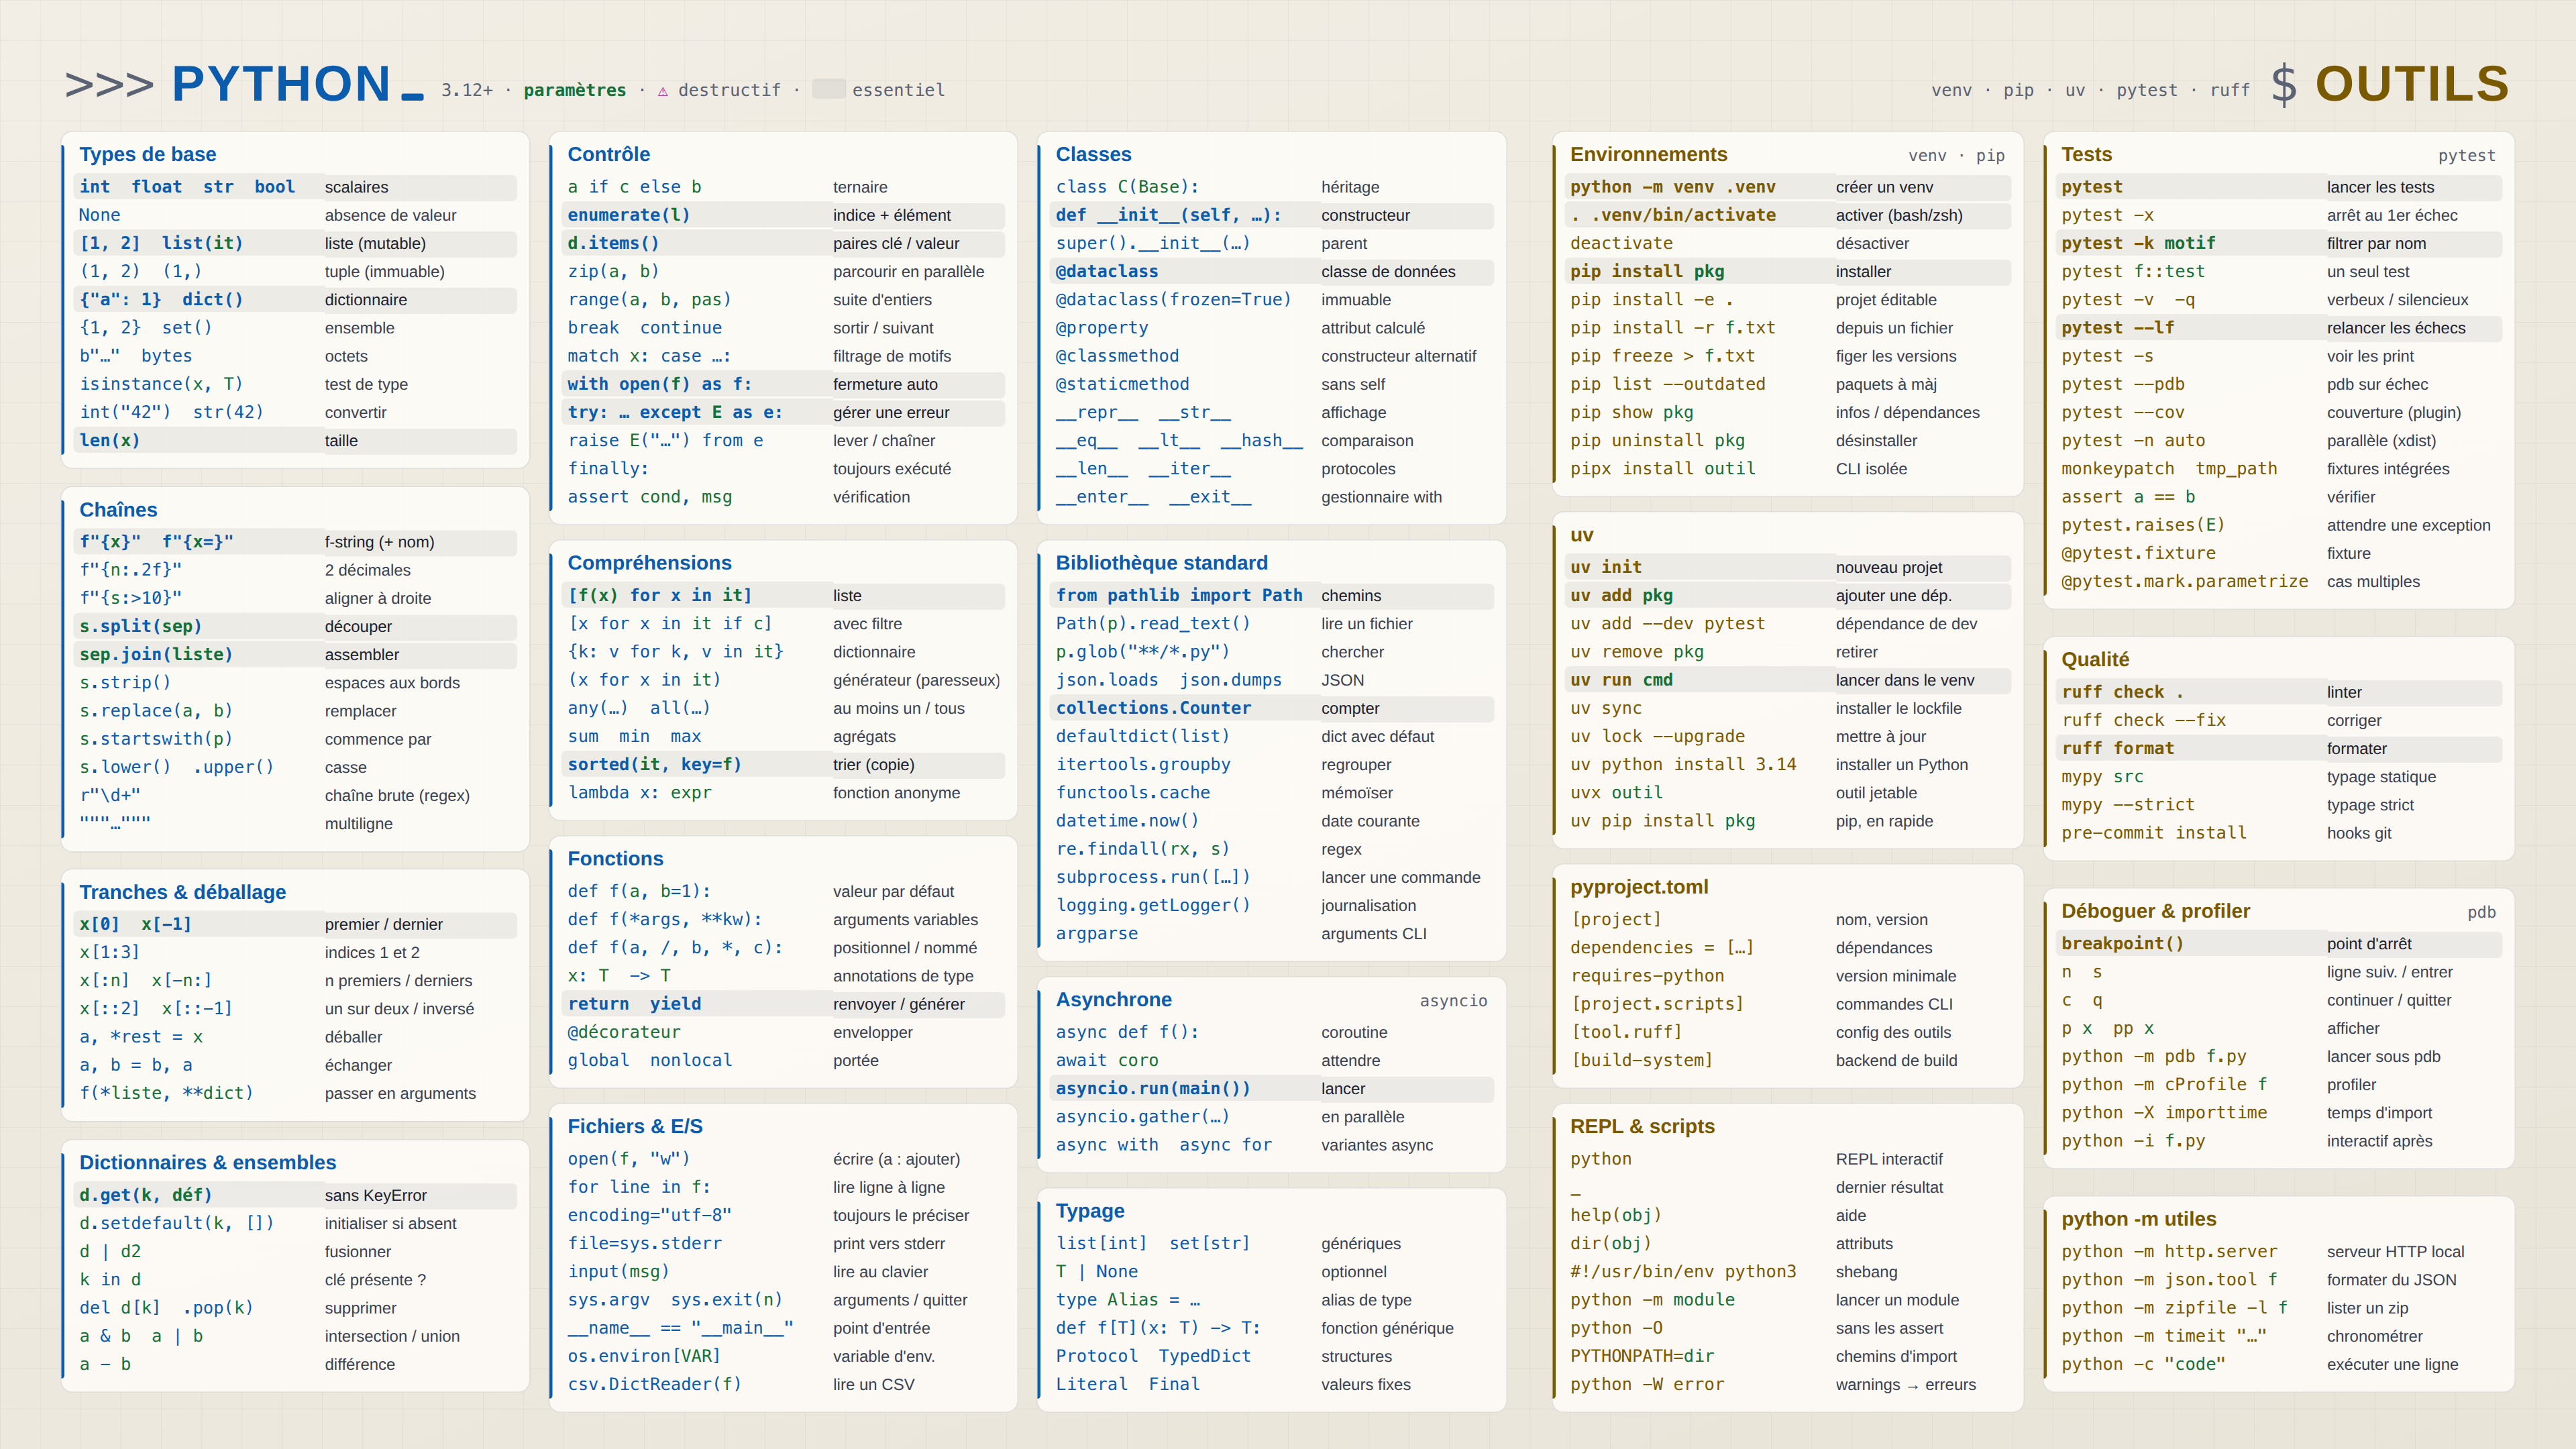 >>> PYTHON_ 3.12+ · paramètres · ⚠ destructif · essentiel
venv · pip · uv · pytest · ruff $ OUTILS
Types de base
int float str bool scalaires
None absence de valeur
[1, 2] list(it) liste (mutable)
(1, 2) (1,) tuple (immuable)
{"a": 1} dict() dictionnaire
{1, 2} set() ensemble
b"…" bytes octets
isinstance(x, T) test de type
int("42") str(42) convertir
len(x) taille
Chaînes
f"{x}" f"{x=}" f-string (+ nom)
f"{n:.2f}" 2 décimales
f"{s:>10}" aligner à droite
s.split(sep) découper
sep.join(liste) assembler
s.strip() espaces aux bords
s.replace(a, b) remplacer
s.startswith(p) commence par
s.lower() .upper() casse
r"\d+" chaîne brute (regex)
"""…""" multiligne
Tranches & déballage
x[0] x[-1] premier / dernier
x[1:3] indices 1 et 2
x[:n] x[-n:] n premiers / derniers
x[::2] x[::-1] un sur deux / inversé
a, *rest = x déballer
a, b = b, a échanger
f(*liste, **dict) passer en arguments
Dictionnaires & ensembles
d.get(k, déf) sans KeyError
d.setdefault(k, []) initialiser si absent
d | d2 fusionner
k in d clé présente ?
del d[k] .pop(k) supprimer
a & b a | b intersection / union
a - b différence
Contrôle
a if c else b ternaire
enumerate(l) indice + élément
d.items() paires clé / valeur
zip(a, b) parcourir en parallèle
range(a, b, pas) suite d'entiers
break continue sortir / suivant
match x: case …: filtrage de motifs
with open(f) as f: fermeture auto
try: … except E as e: gérer une erreur
raise E("…") from e lever / chaîner
finally: toujours exécuté
assert cond, msg vérification
Compréhensions
[f(x) for x in it] liste
[x for x in it if c] avec filtre
{k: v for k, v in it} dictionnaire
(x for x in it) générateur (paresseux)
any(…) all(…) au moins un / tous
sum min max agrégats
sorted(it, key=f) trier (copie)
lambda x: expr fonction anonyme
Fonctions
def f(a, b=1): valeur par défaut
def f(*args, **kw): arguments variables
def f(a, /, b, *, c): positionnel / nommé
x: T -> T annotations de type
return yield renvoyer / générer
@décorateur envelopper
global nonlocal portée
Fichiers & E/S
open(f, "w") écrire (a : ajouter)
for line in f: lire ligne à ligne
encoding="utf-8" toujours le préciser
file=sys.stderr print vers stderr
input(msg) lire au clavier
sys.argv sys.exit(n) arguments / quitter
__name__ == "__main__" point d'entrée
os.environ[VAR] variable d'env.
csv.DictReader(f) lire un CSV
Classes
class C(Base): héritage
def __init__(self, …): constructeur
super().__init__(…) parent
@dataclass classe de données
@dataclass(frozen=True) immuable
@property attribut calculé
@classmethod constructeur alternatif
@staticmethod sans self
__repr__ __str__ affichage
__eq__ __lt__ __hash__ comparaison
__len__ __iter__ protocoles
__enter__ __exit__ gestionnaire with
Bibliothèque standard
from pathlib import Path chemins
Path(p).read_text() lire un fichier
p.glob("**/*.py") chercher
json.loads json.dumps JSON
collections.Counter compter
defaultdict(list) dict avec défaut
itertools.groupby regrouper
functools.cache mémoïser
datetime.now() date courante
re.findall(rx, s) regex
subprocess.run([…]) lancer une commande
logging.getLogger() journalisation
argparse arguments CLI
Asynchrone asyncio
async def f(): coroutine
await coro attendre
asyncio.run(main()) lancer
asyncio.gather(…) en parallèle
async with async for variantes async
Typage
list[int] set[str] génériques
T | None optionnel
type Alias = … alias de type
def f[T](x: T) -> T: fonction générique
Protocol TypedDict structures
Literal Final valeurs fixes
Environnements venv · pip
python -m venv .venv créer un venv
. .venv/bin/activate activer (bash/zsh)
deactivate désactiver
pip install pkg installer
pip install -e . projet éditable
pip install -r f.txt depuis un fichier
pip freeze > f.txt figer les versions
pip list --outdated paquets à màj
pip show pkg infos / dépendances
pip uninstall pkg désinstaller
pipx install outil CLI isolée
uv
uv init nouveau projet
uv add pkg ajouter une dép.
uv add --dev pytest dépendance de dev
uv remove pkg retirer
uv run cmd lancer dans le venv
uv sync installer le lockfile
uv lock --upgrade mettre à jour
uv python install 3.14 installer un Python
uvx outil outil jetable
uv pip install pkg pip, en rapide
pyproject.toml
[project] nom, version
dependencies = […] dépendances
requires-python version minimale
[project.scripts] commandes CLI
[tool.ruff] config des outils
[build-system] backend de build
REPL & scripts
python REPL interactif
_ dernier résultat
help(obj) aide
dir(obj) attributs
#!/usr/bin/env python3 shebang
python -m module lancer un module
python -O sans les assert
PYTHONPATH=dir chemins d'import
python -W error warnings → erreurs
Tests pytest
pytest lancer les tests
pytest -x arrêt au 1er échec
pytest -k motif filtrer par nom
pytest f::test un seul test
pytest -v -q verbeux / silencieux
pytest --lf relancer les échecs
pytest -s voir les print
pytest --pdb pdb sur échec
pytest --cov couverture (plugin)
pytest -n auto parallèle (xdist)
monkeypatch tmp_path fixtures intégrées
assert a == b vérifier
pytest.raises(E) attendre une exception
@pytest.fixture fixture
@pytest.mark.parametrize cas multiples
Qualité
ruff check . linter
ruff check --fix corriger
ruff format formater
mypy src typage statique
mypy --strict typage strict
pre-commit install hooks git
Déboguer & profiler pdb
breakpoint() point d'arrêt
n s ligne suiv. / entrer
c q continuer / quitter
p x pp x afficher
python -m pdb f.py lancer sous pdb
python -m cProfile f profiler
python -X importtime temps d'import
python -i f.py interactif après
python -m utiles
python -m http.server serveur HTTP local
python -m json.tool f formater du JSON
python -m zipfile -l f lister un zip
python -m timeit "…" chronométrer
python -c "code" exécuter une ligne